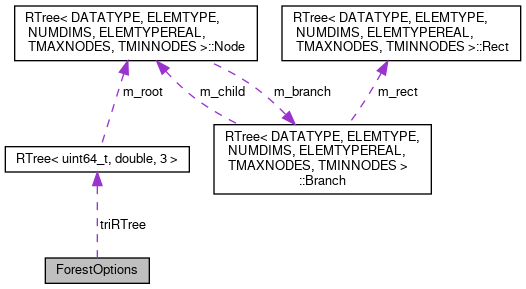 RTree< DATATYPE, ELEMTYPE,
NUMDIMS, ELEMTYPEREAL,
TMAXNODES, TMINNODES >::Node
RTree< DATATYPE, ELEMTYPE,
NUMDIMS, ELEMTYPEREAL,
TMAXNODES, TMINNODES >::Rect
m_root
m_child
m_branch
m_rect
RTree< uint64_t, double, 3 >
RTree< DATATYPE, ELEMTYPE,
NUMDIMS, ELEMTYPEREAL,
TMAXNODES, TMINNODES >
::Branch
triRTree
ForestOptions